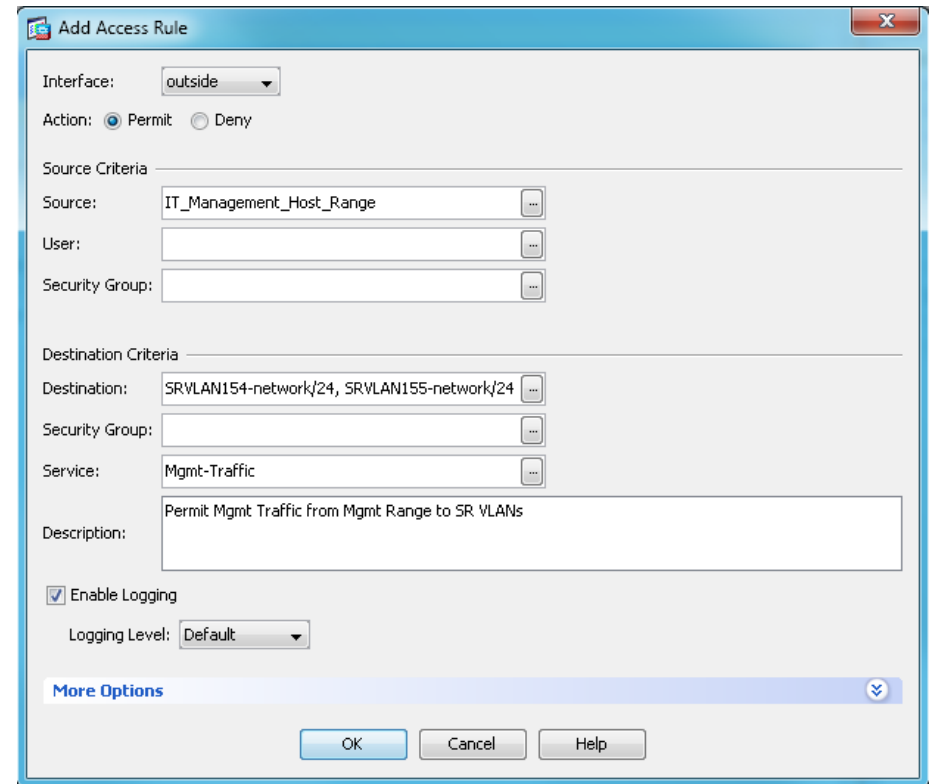 Add Access Rule
Interface: outside
Action: Permit Deny
Source Criteria
Source: IT_Management_Host_Range ...
User: ...
Security Group: ...
Destination Criteria
Destination: SRVLAN154-network/24, SRVLAN155-network/24 ...
Security Group: ...
Service: Mgmt-Traffic ...
Description: Permit Mgmt Traffic from Mgmt Range to SR VLANs
Enable Logging
Logging Level: Default
More Options
OK Cancel Help